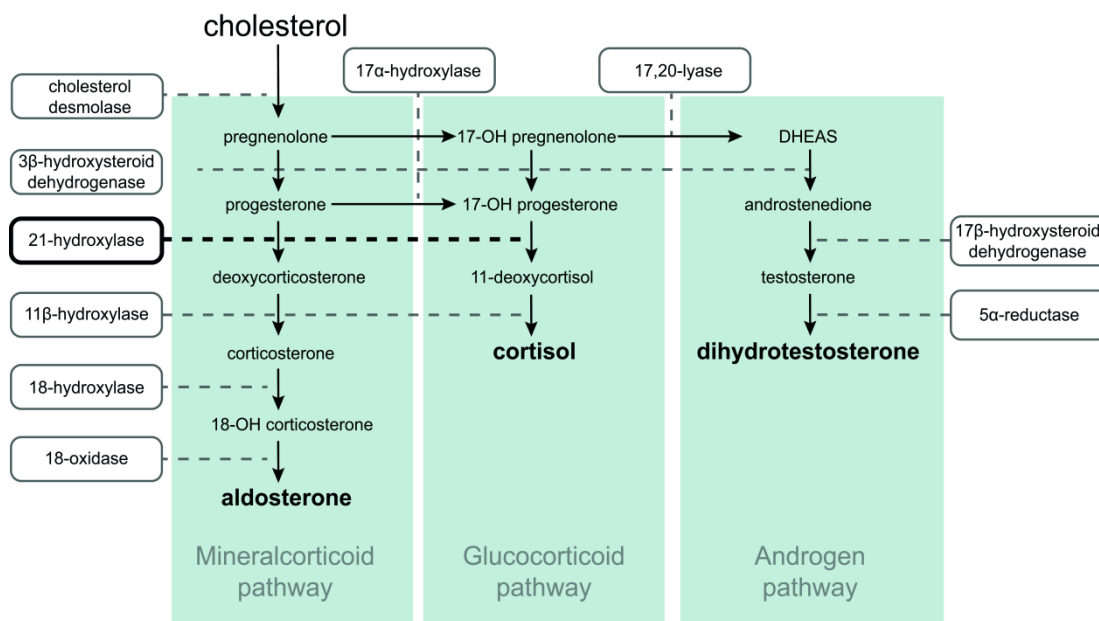 cholesterol
17α-hydroxylase
17,20-lyase
cholesterol
desmolase
pregnenolone
17-OH pregnenolone
DHEAS
3β-hydroxysteroid
dehydrogenase
progesterone
17-OH progesterone
androstenedione
21-hydroxylase
17β-hydroxysteroid
dehydrogenase
deoxycorticosterone
11-deoxycortisol
testosterone
11β-hydroxylase
5α-reductase
corticosterone
cortisol
dihydrotestosterone
18-hydroxylase
18-OH corticosterone
18-oxidase
aldosterone
Mineralcorticoid
pathway
Glucocorticoid
pathway
Androgen
pathway